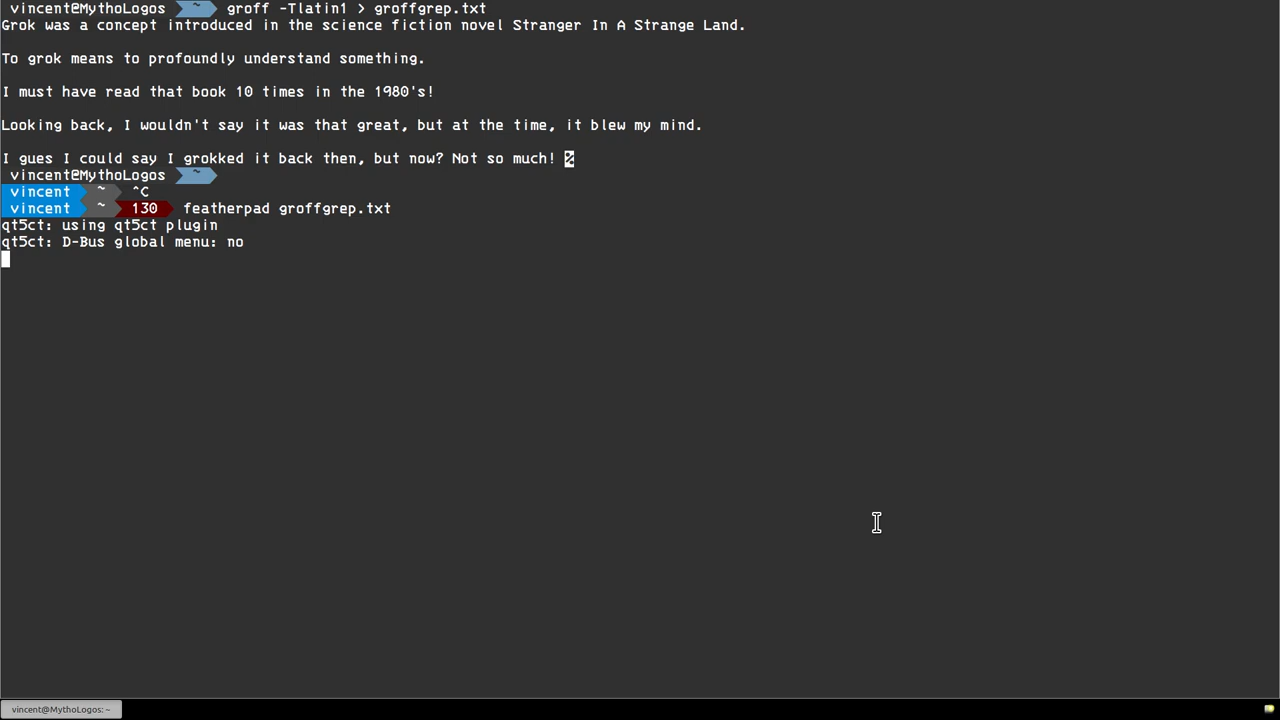 vincent@MythoLogos ~ groff -Tlatin1 > groffgrep.txt
Grok was a concept introduced in the science fiction novel Stranger In A Strange Land.
To grok means to profoundly understand something.
I must have read that book 10 times in the 1980's!
Looking back, I wouldn't say it was that great, but at the time, it blew my mind.
I gues I could say I grokked it back then, but now? Not so much! %
vincent@MythoLogos ~
vincent ~ ^C
vincent ~ 130 featherpad groffgrep.txt
qt5ct: using qt5ct plugin
qt5ct: D-Bus global menu: no
vincent@MythoLogos: ~